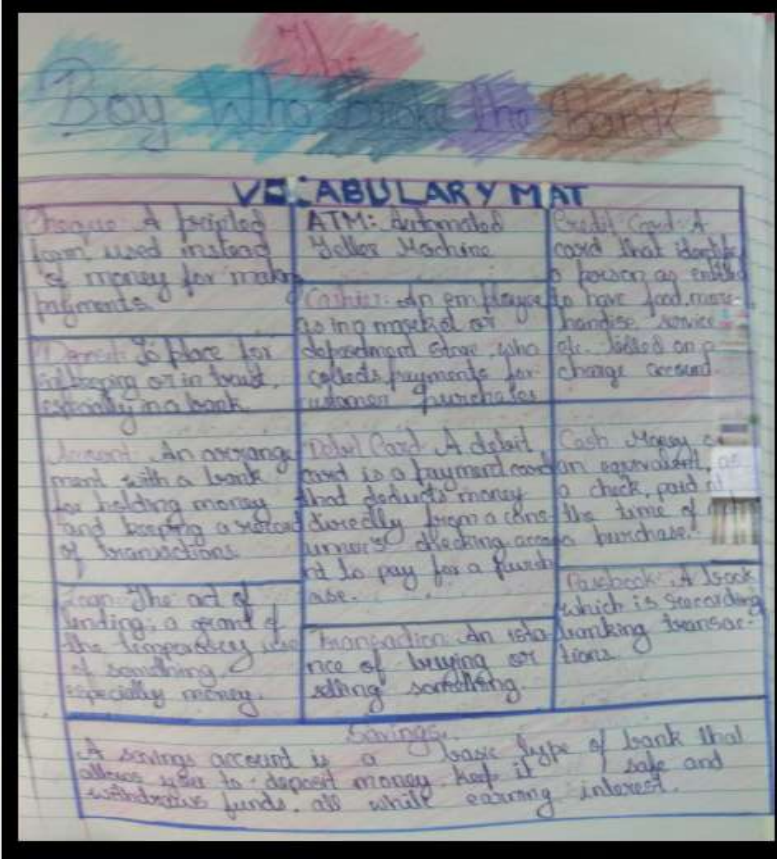 The
Boy Who broke the Bank
VOCABULARY MAT
Cheque: A printed
form used instead
of money for making
payments.
Deposit: To place for
safekeeping or in trust,
especially in a bank.
Account: An arrange
ment with a bank
for holding money
and keeping a record
of transactions
Loan: The act of
lending; a grant of
the temporary use
of something,
especially money.
ATM: Automated
Teller Machine
Cashier: An employee
as in a market or
department store, who
collects payments for
customer purchases
Debit Card: A debit
card is a payment card
that deducts money
directly from a cons
umer's checking accou
nt to pay for a purch
ase.
Transaction: An
nce of buying or
selling something.
Credit Card: A
card that identifies
a person as entitled
to have food, mer
handise, service
etc. billed on a
charge account.
Cash: Money
an equivalent, as
a check, paid at
the time of
a purchase.
Passbook: A book
which is recording
banking transac-
tions.
Savings:
A savings account is a basic type of bank that
allows user to deposit money, keep it safe and
withdraws funds, all while earning interest.